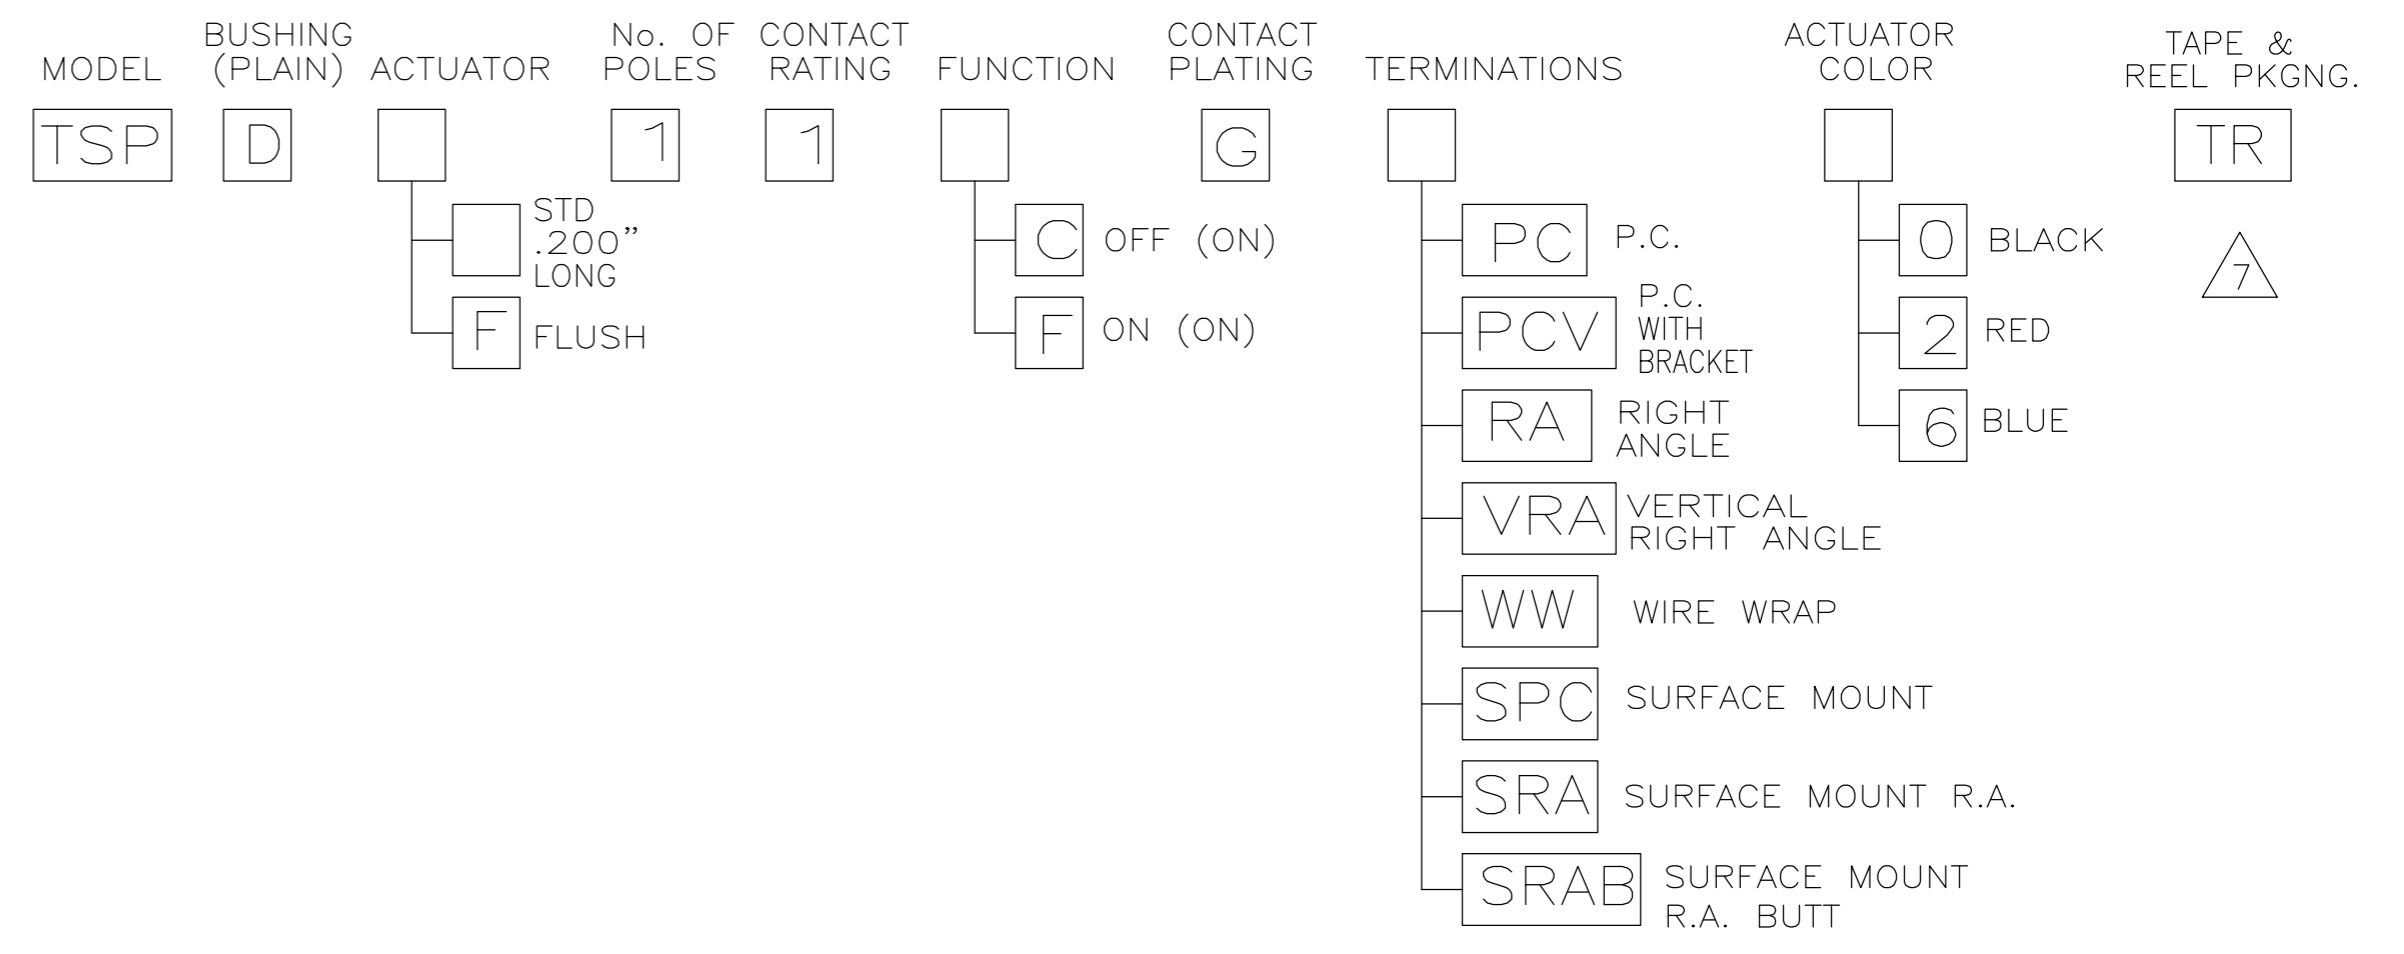 BUSHING
(PLAIN)
MODEL
ACTUATOR
No. OF
POLES
CONTACT
RATING
FUNCTION
CONTACT
PLATING
TERMINATIONS
ACTUATOR
COLOR
TAPE &
REEL PKGNG.
TSP
D
1
1
G
TR
STD
.200”
LONG
F
FLUSH
C
OFF (ON)
F
ON (ON)
PC
P.C.
PCV
P.C.
WITH
BRACKET
RA
RIGHT
ANGLE
VRA
VERTICAL
RIGHT ANGLE
WW
WIRE WRAP
SPC
SURFACE MOUNT
SRA
SURFACE MOUNT R.A.
SRAB
SURFACE MOUNT
R.A. BUTT
0
BLACK
2
RED
6
BLUE
7